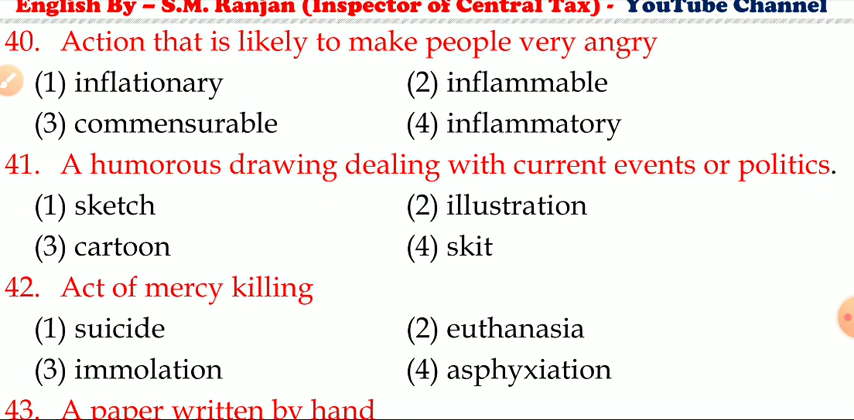 English By – S.M. Ranjan (Inspector of Central Tax) - YouTube Channel
40. Action that is likely to make people very angry
(1) inflationary (2) inflammable
(3) commensurable (4) inflammatory
41. A humorous drawing dealing with current events or politics.
(1) sketch (2) illustration
(3) cartoon (4) skit
42. Act of mercy killing
(1) suicide (2) euthanasia
(3) immolation (4) asphyxiation
43. A paper written by hand